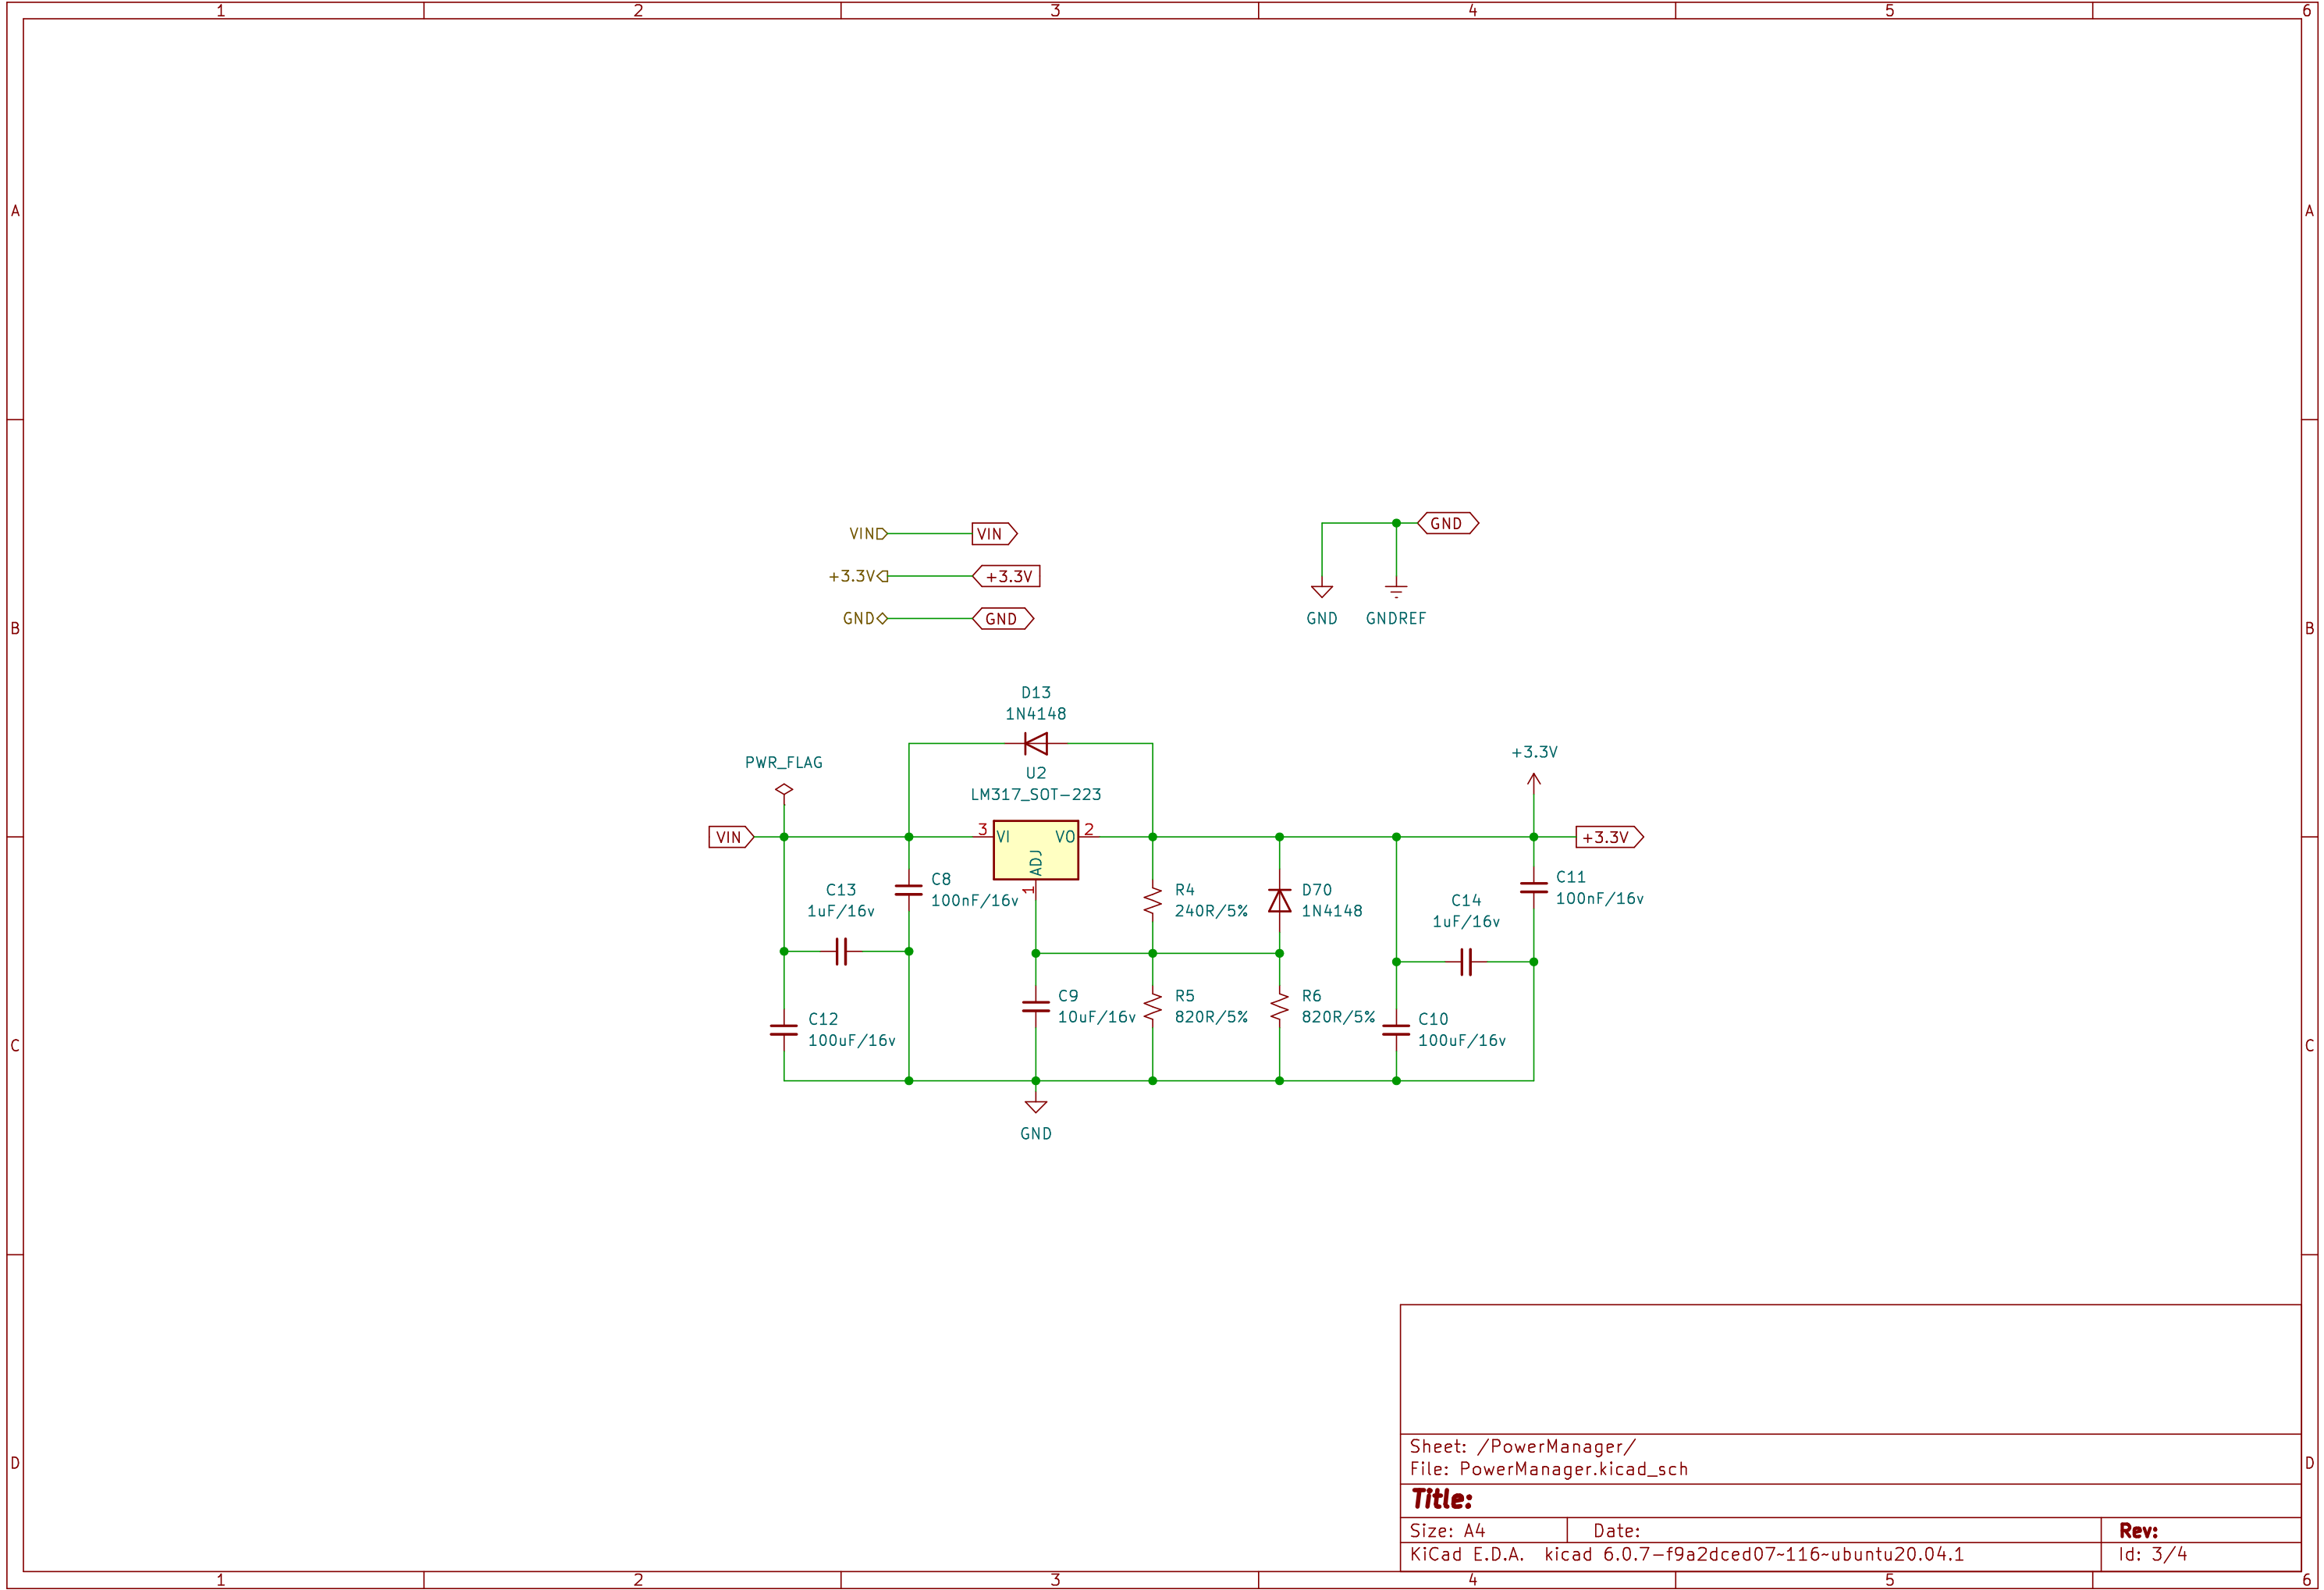 1 2 3 4 5 6
A A
VIN VIN
+3.3V +3.3V
GND GND
GND
GND GNDREF
B B
D13
1N4148
U2
LM317_SOT-223
PWR_FLAG
+3.3V
VIN
3 VI VO 2
ADJ
1
+3.3V
C13
1uF/16v
C8
100nF/16v
R4
240R/5%
D70
1N4148
C14
1uF/16v
C11
100nF/16v
C12
100uF/16v
C9
10uF/16v
R5
820R/5%
R6
820R/5%
C10
100uF/16v
C C
GND
D D
Sheet: /PowerManager/
File: PowerManager.kicad_sch
Title:
Size: A4 Date: Rev:
KiCad E.D.A. kicad 6.0.7-f9a2dced07~116~ubuntu20.04.1 Id: 3/4
1 2 3 4 5 6